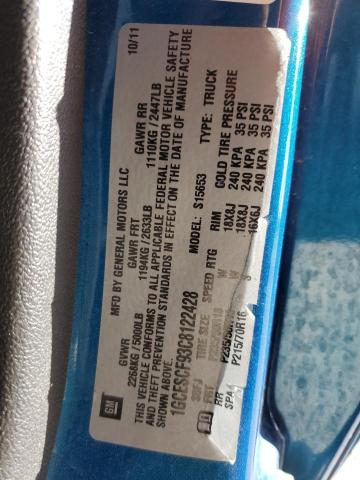 MFD BY GENERAL MOTORS LLC
10/11
GVWR GAWR FRT GAWR RR
2268KG/5000LB 1194KG/2633LB 1110KG/2447LB
THIS VEHICLE CONFORMS TO ALL APPLICABLE FEDERAL MOTOR VEHICLE SAFETY
AND THEFT PREVENTION STANDARDS IN EFFECT ON THE DATE OF MANUFACTURE
SHOWN ABOVE.
GM
1GCESCF93C8122428 MODEL: S15653 TYPE: TRUCK
TIRE SIZE SPEED RTG RIM COLD TIRE PRESSURE
FRT W 18X8J 240 KPA 35 PSI
RR W 18X8J 240 KPA 35 PSI
SPA P215/70R16 S 16X6J 240 KPA 35 PSI